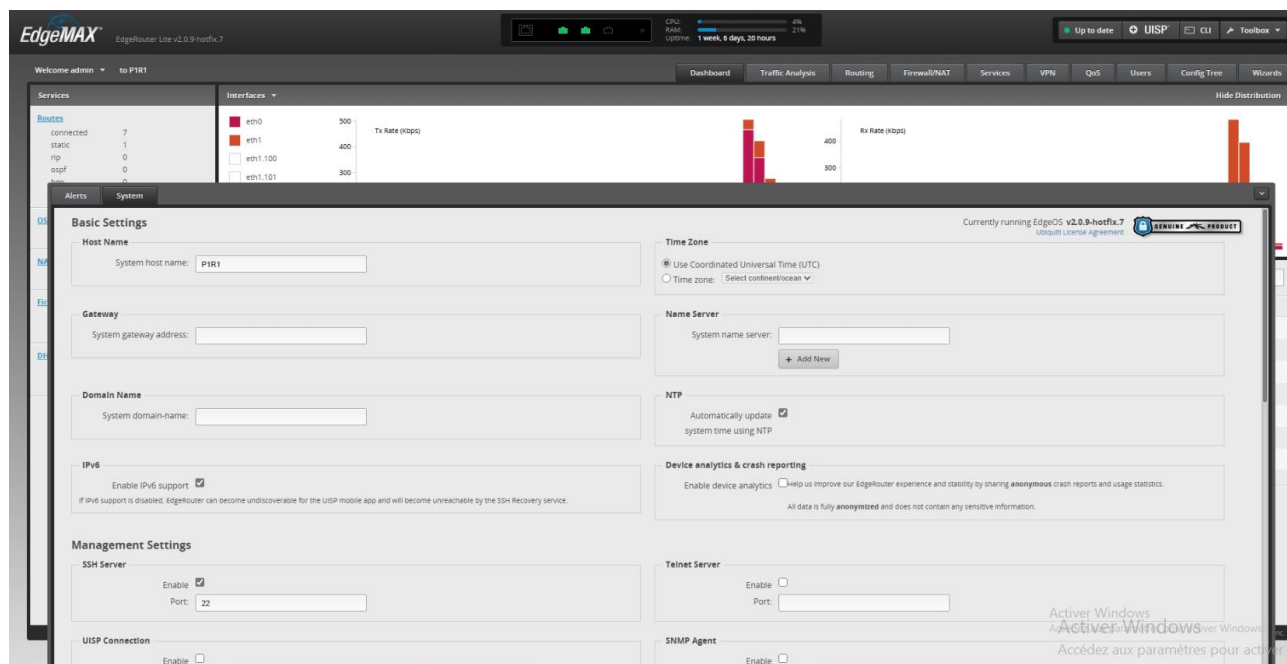 EdgeMAX
EdgeRouter Lite v2.0.9-hotfix.7
CPU: 4%
RAM: 21%
Uptime: 1 week, 6 days, 20 hours
Up to date
UISP
CLI
Toolbox
Welcome admin
to P1R1
Dashboard
Traffic Analysis
Routing
Firewall/NAT
Services
VPN
QoS
Users
Config Tree
Wizards
Services
Interfaces
Hide Distribution
Routes
connected 7
static 1
rip 0
ospf 0
eth0
eth1
eth1.100
eth1.101
500
400
300
Tx Rate (Kbps)
400
300
Rx Rate (Kbps)
Alerts
System
OS
NA
Fir
DH
Basic Settings
Currently running EdgeOS v2.0.9-hotfix.7
Ubiquiti License Agreement
GENUINE PRODUCT
Host Name
System host name: P1R1
Time Zone
Use Coordinated Universal Time (UTC)
Time zone: Select continent/ocean
Gateway
System gateway address:
Name Server
System name server:
+ Add New
Domain Name
System domain-name:
NTP
Automatically update
system time using NTP
IPv6
Enable IPv6 support
If IPv6 support is disabled, EdgeRouter can become undiscoverable for the UISP mobile app and will become unreachable by the SSH Recovery service.
Device analytics & crash reporting
Enable device analytics
Help us improve our EdgeRouter experience and stability by sharing anonymous crash reports and usage statistics.
All data is fully anonymized and does not contain any sensitive information.
Management Settings
SSH Server
Enable
Port: 22
Telnet Server
Enable
Port:
UISP Connection
Enable
SNMP Agent
Enable
Activer Windows
Activer Windows
Accédez aux paramètres pour activer